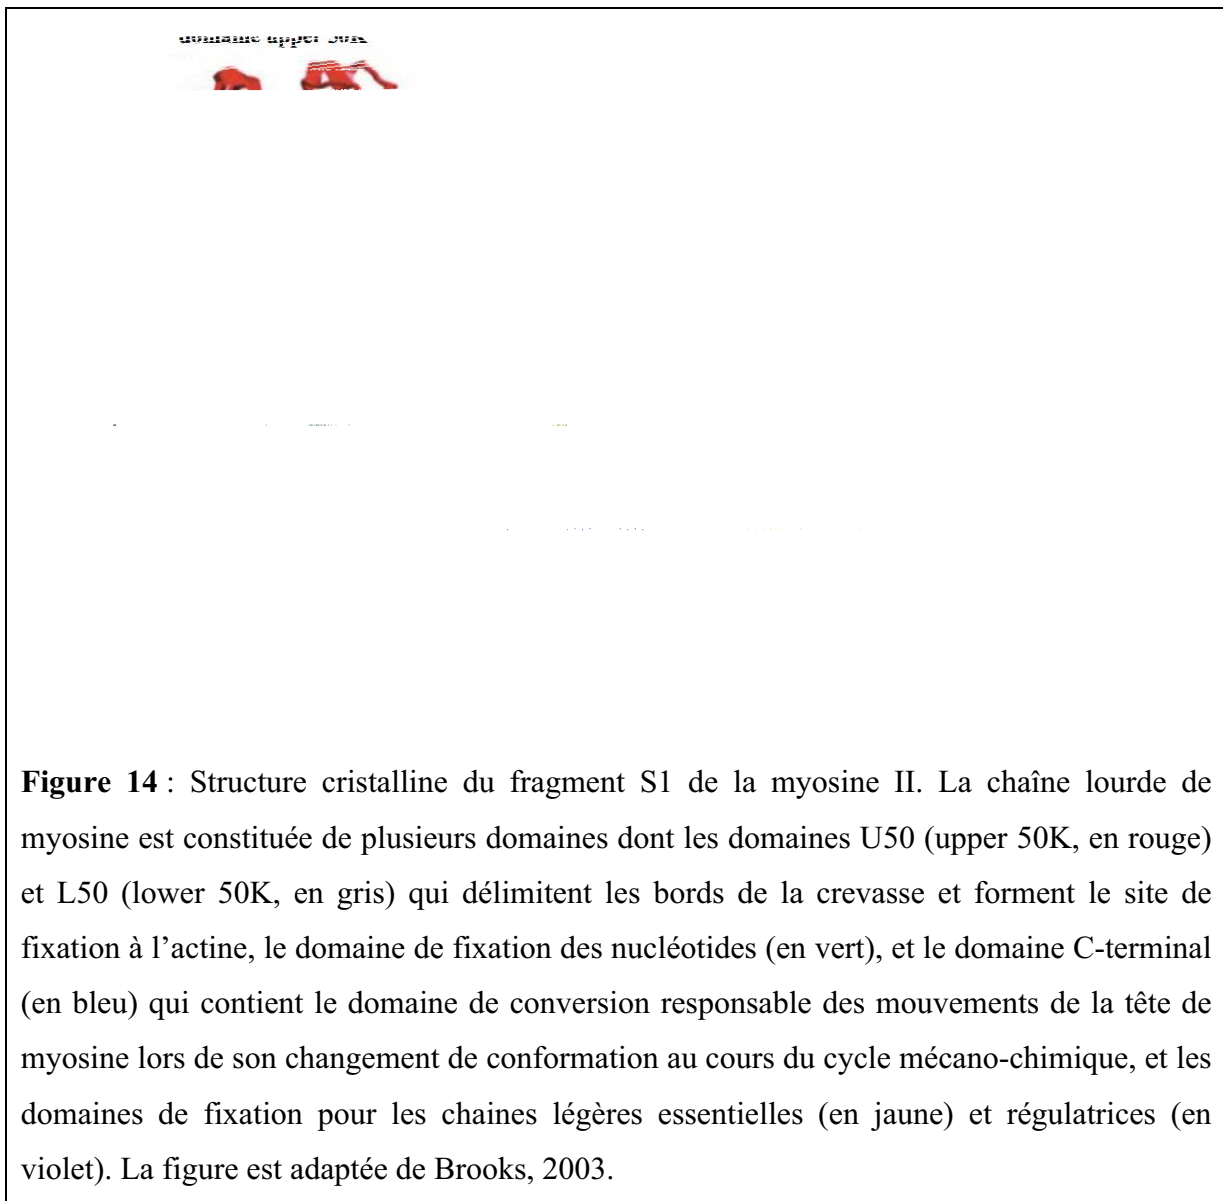 domaine upper 50K
Figure 14 : Structure cristalline du fragment S1 de la myosine II. La chaîne lourde de
myosine est constituée de plusieurs domaines dont les domaines U50 (upper 50K, en rouge)
et L50 (lower 50K, en gris) qui délimitent les bords de la crevasse et forment le site de
fixation à l’actine, le domaine de fixation des nucléotides (en vert), et le domaine C-terminal
(en bleu) qui contient le domaine de conversion responsable des mouvements de la tête de
myosine lors de son changement de conformation au cours du cycle mécano-chimique, et les
domaines de fixation pour les chaines légères essentielles (en jaune) et régulatrices (en
violet). La figure est adaptée de Brooks, 2003.